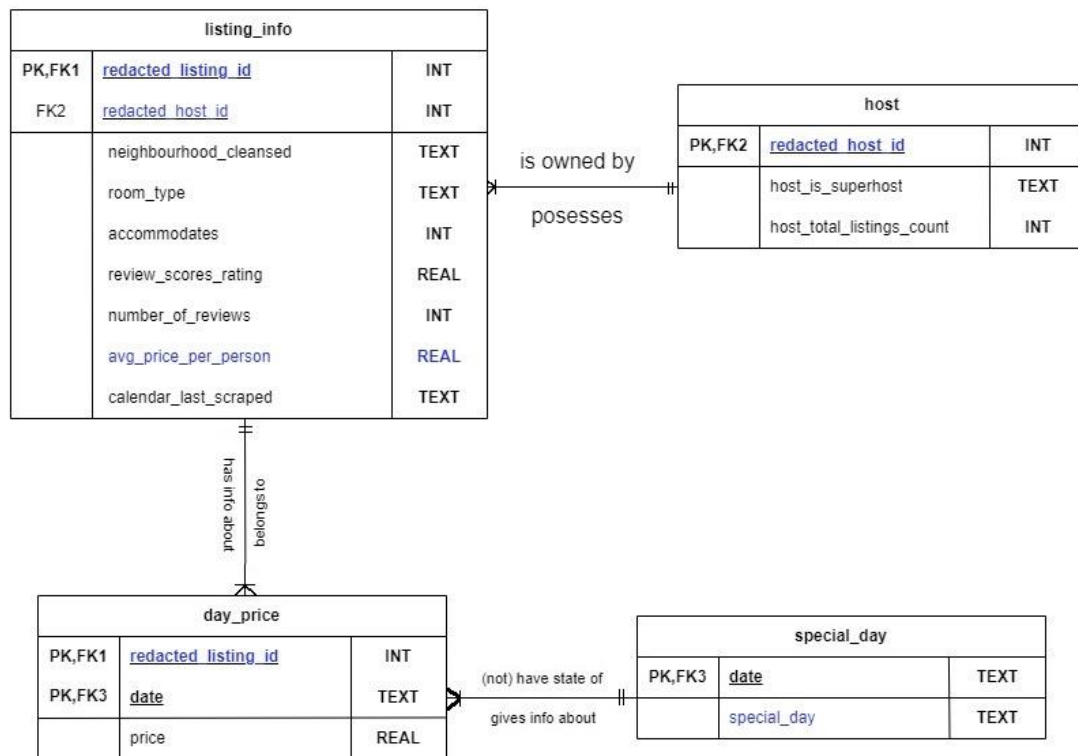 listing_info
PK,FK1 redacted_listing_id INT
FK2 redacted_host_id INT
neighbourhood_cleansed TEXT
room_type TEXT
accommodates INT
review_scores_rating REAL
number_of_reviews INT
avg_price_per_person REAL
calendar_last_scraped TEXT
is owned by
posesses
host
PK,FK2 redacted_host_id INT
host_is_superhost TEXT
host_total_listings_count INT
has info about
belongs to
day_price
PK,FK1 redacted_listing_id INT
PK,FK3 date TEXT
price REAL
(not) have state of
gives info about
special_day
PK,FK3 date TEXT
special_day TEXT